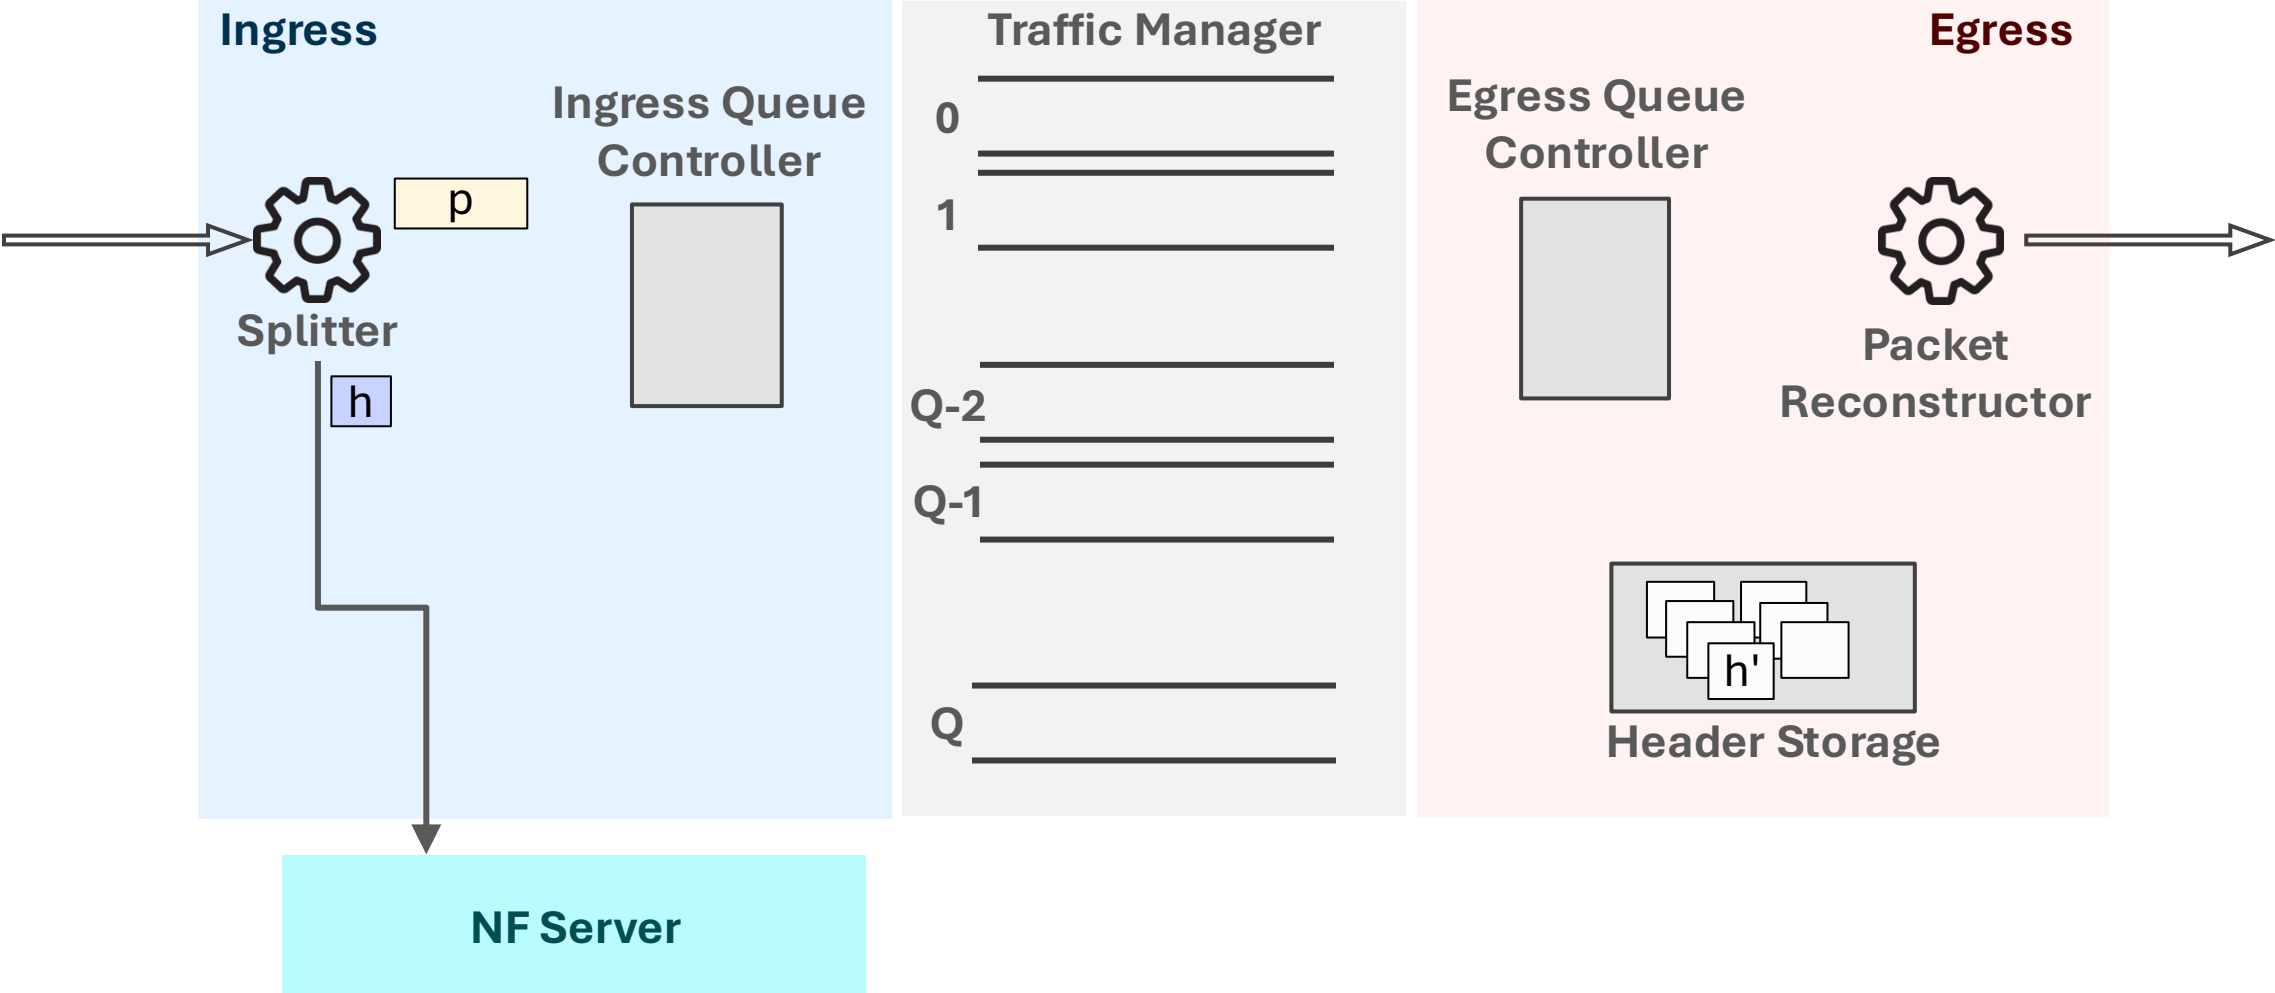 Ingress
Traffic Manager
Egress
Ingress Queue
Controller
Egress Queue
Controller
0
1
p
Splitter
h
Packet
Reconstructor
Q-2
Q-1
Q
h'
Header Storage
NF Server